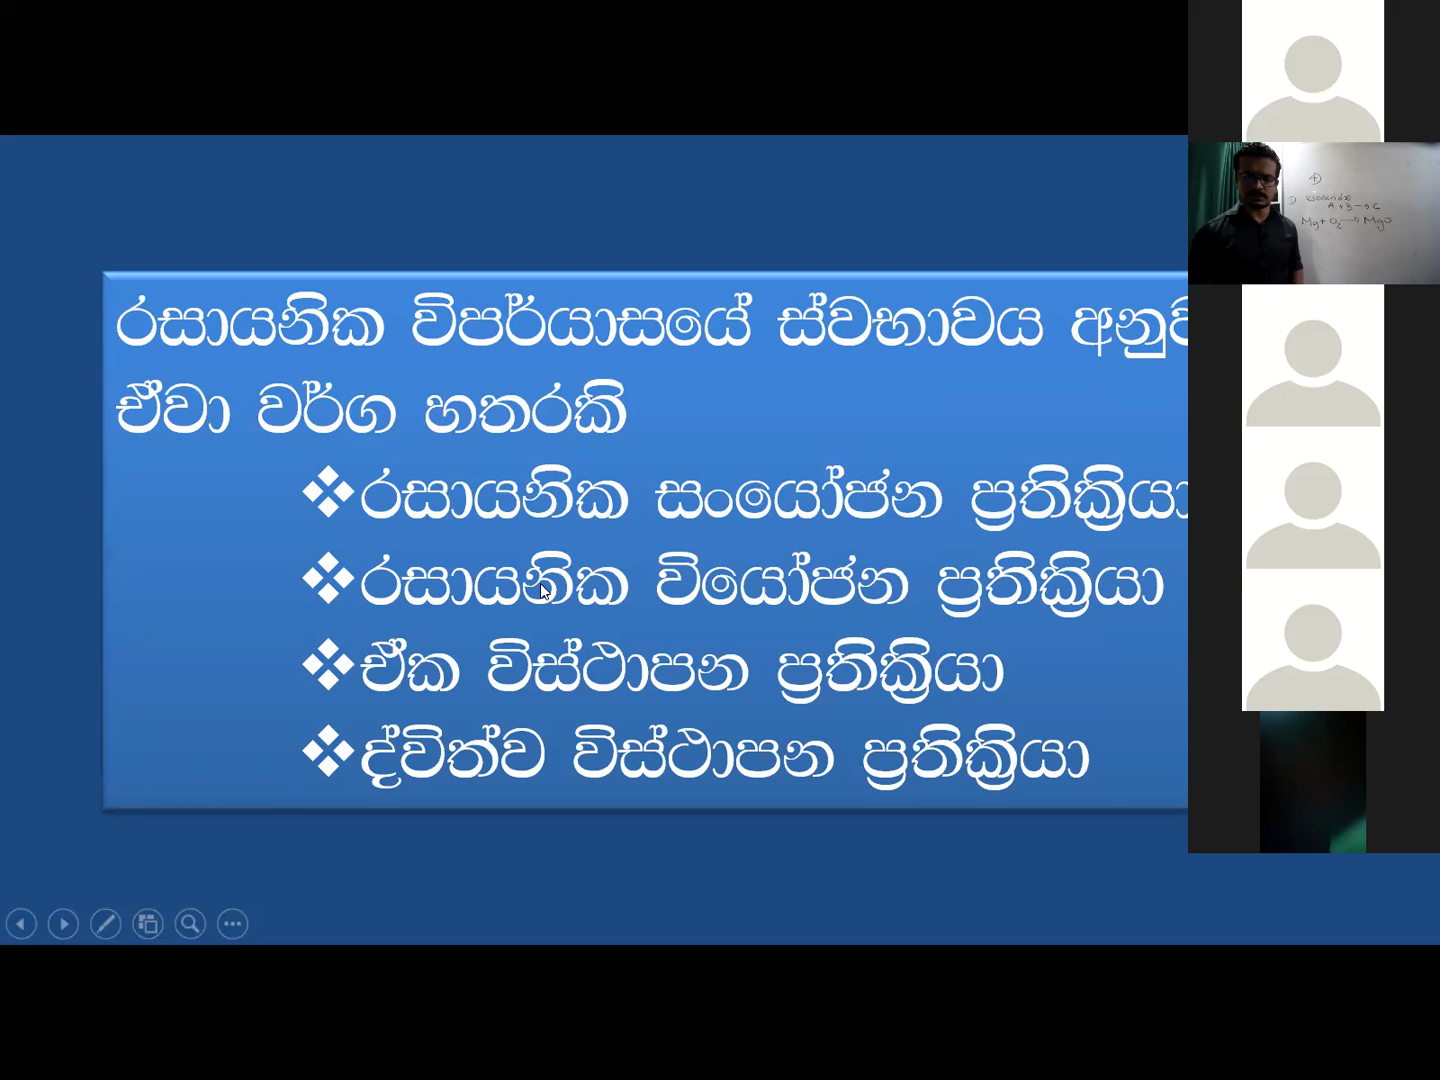 රසායනික විපර්යාසයේ ස්වභාවය
ඒවා වර්ග හතරකි
❖රසායනික සංයෝජන ප්‍රතික්‍රියා
❖රසායනික වියෝජන ප්‍රතික්‍රියා
❖ඒක විස්ථාපන ප්‍රතික්‍රියා
❖ද්විත්ව විස්ථාපන ප්‍රතික්‍රියා
A + B → C
Mg + O₂ → MgO